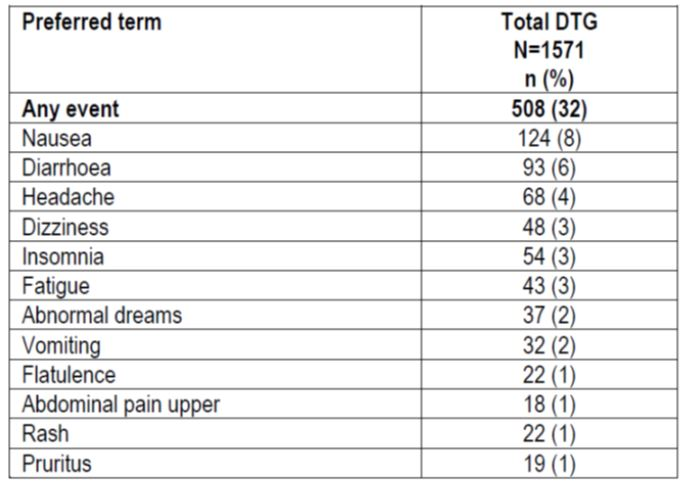 Preferred term
Total DTG
N=1571
n (%)
Any event 508 (32)
Nausea 124 (8)
Diarrhoea 93 (6)
Headache 68 (4)
Dizziness 48 (3)
Insomnia 54 (3)
Fatigue 43 (3)
Abnormal dreams 37 (2)
Vomiting 32 (2)
Flatulence 22 (1)
Abdominal pain upper 18 (1)
Rash 22 (1)
Pruritus 19 (1)